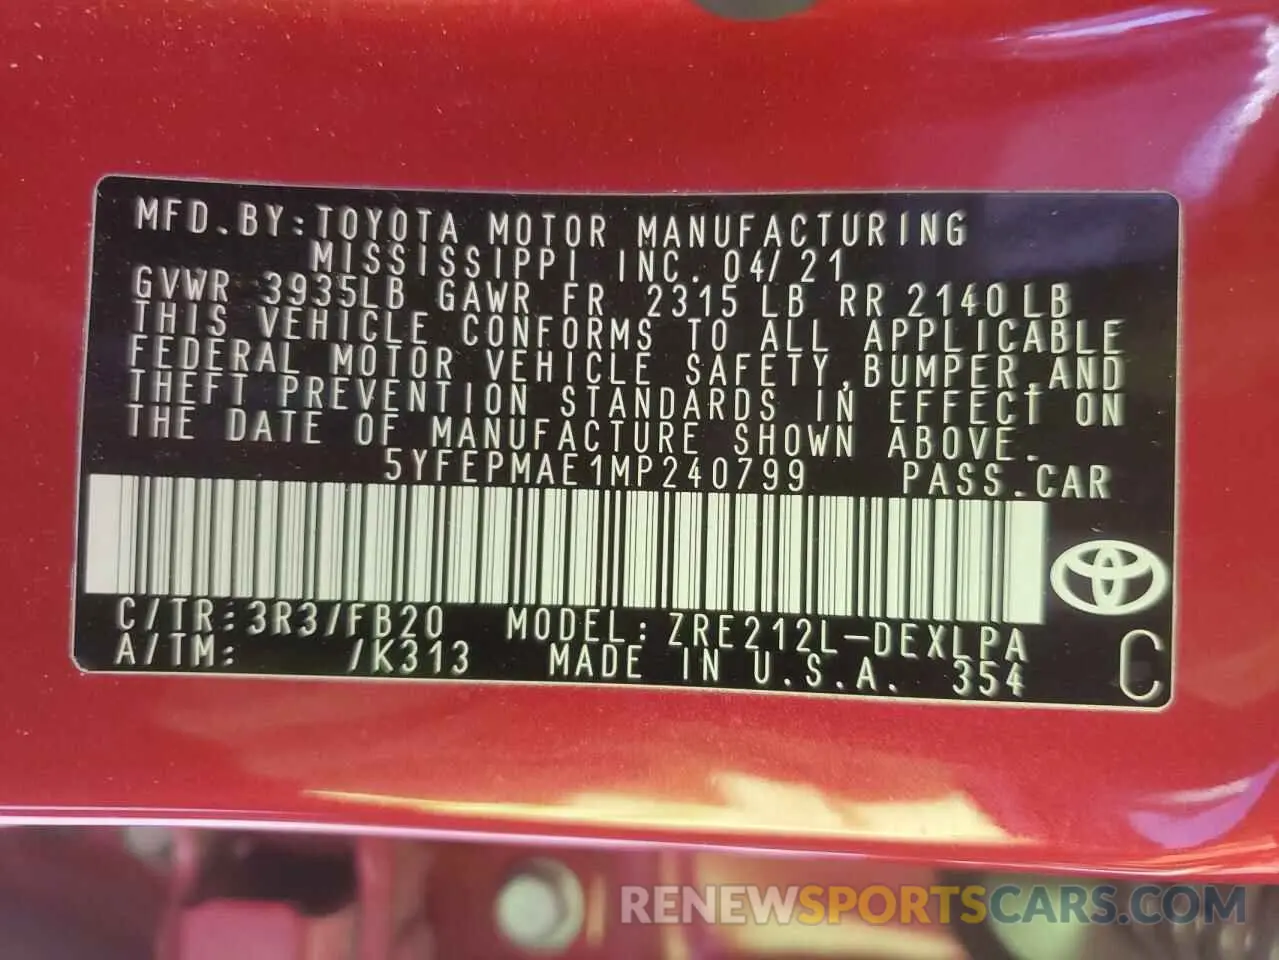 MFD.BY:TOYOTA MOTOR MANUFACTURING
MISSISSIPPI INC. 04/21
GVWR 3935LB GAWR FR 2315LB RR 2140LB
THIS VEHICLE CONFORMS TO ALL APPLICABLE
FEDERAL MOTOR VEHICLE SAFETY,BUMPER,AND
THEFT PREVENTION STANDARDS IN EFFECT ON
THE DATE OF MANUFACTURE SHOWN ABOVE.
5YFEPMAE1MP240799 PASS.CAR
C/TR:3R3/FB20 MODEL:ZRE212L-DEXLPA
A/TM: /K313 MADE IN U.S.A. 354 C
RENEWSPORTSCARS.COM